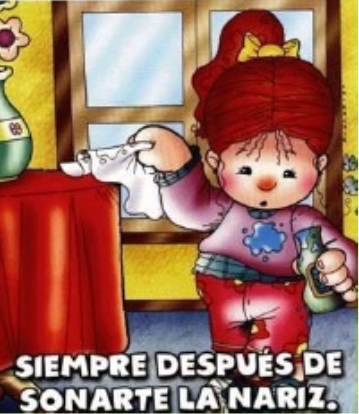 SIEMPRE DESPUÉS DE
SONARTE LA NARIZ.